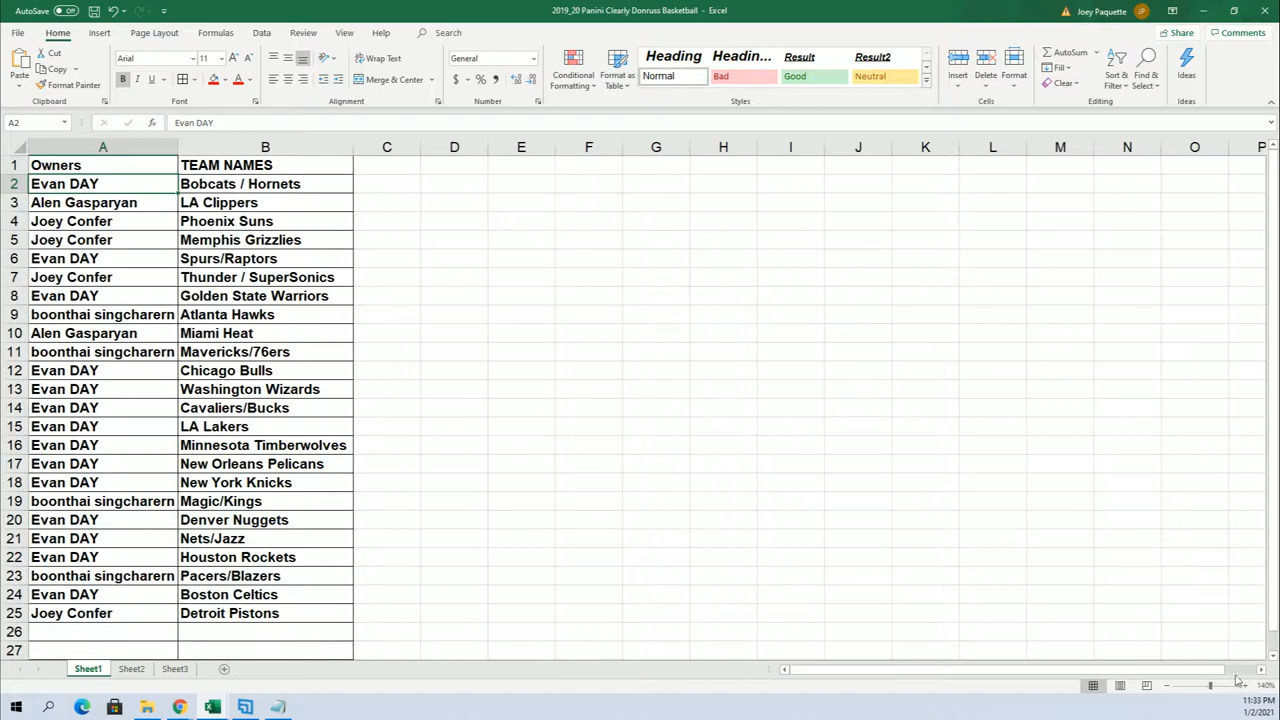 AutoSave Off 2019_20 Panini Clearly Donruss Basketball - Excel Joey Paquette JP
File Home Insert Page Layout Formulas Data Review View Help Search Share Comments
Paste Cut Copy Format Painter Clipboard
Arial 11 A A B I U A Font
ab Wrap Text Merge & Center Alignment
General $ % , Number
Conditional Formatting Format as Table
Heading Headin... Result Result2
Normal Bad Good Neutral Styles
Insert Delete Format Cells
AutoSum Fill Clear Sort & Filter Find & Select Editing
Ideas Ideas
A2 fx Evan DAY
A B C D E F G H I J K L M N O P
1 Owners TEAM NAMES
2 Evan DAY Bobcats / Hornets
3 Alen Gasparyan LA Clippers
4 Joey Confer Phoenix Suns
5 Joey Confer Memphis Grizzlies
6 Evan DAY Spurs/Raptors
7 Joey Confer Thunder / SuperSonics
8 Evan DAY Golden State Warriors
9 boonthai singcharern Atlanta Hawks
10 Alen Gasparyan Miami Heat
11 boonthai singcharern Mavericks/76ers
12 Evan DAY Chicago Bulls
13 Evan DAY Washington Wizards
14 Evan DAY Cavaliers/Bucks
15 Evan DAY LA Lakers
16 Evan DAY Minnesota Timberwolves
17 Evan DAY New Orleans Pelicans
18 Evan DAY New York Knicks
19 boonthai singcharern Magic/Kings
20 Evan DAY Denver Nuggets
21 Evan DAY Nets/Jazz
22 Evan DAY Houston Rockets
23 boonthai singcharern Pacers/Blazers
24 Evan DAY Boston Celtics
25 Joey Confer Detroit Pistons
26
27
Sheet1 Sheet2 Sheet3
140%
11:33 PM
1/2/2021